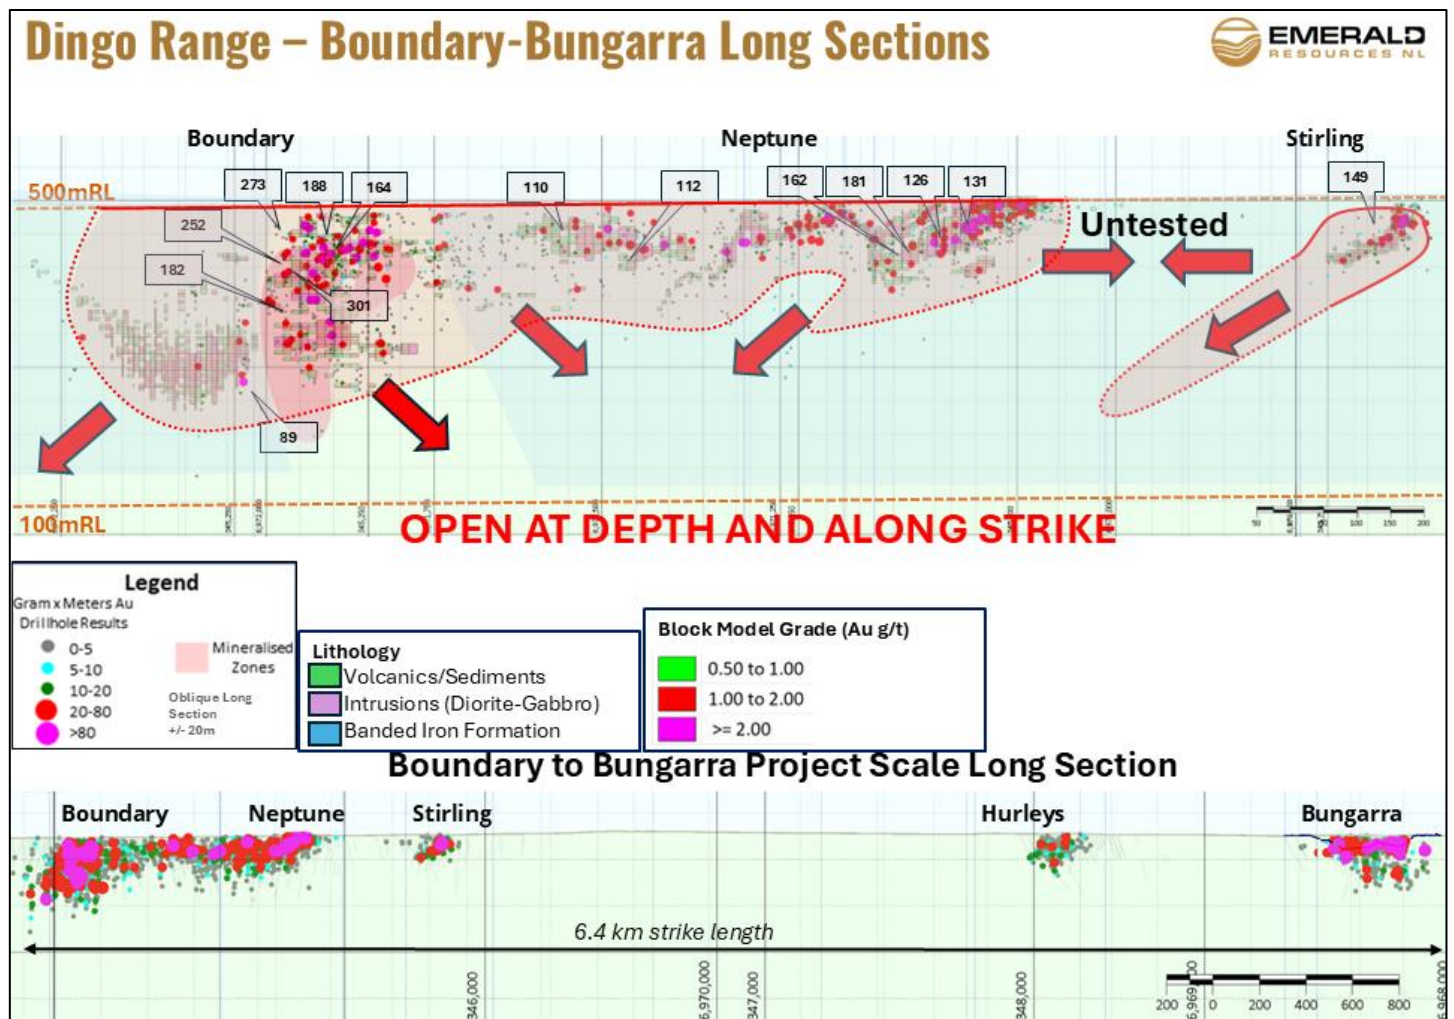 Dingo Range – Boundary-Bungarra Long Sections
EMERALD
RESOURCES NL
Boundary
Neptune
Stirling
500mRL
273
188
164
110
112
162
181
126
131
149
252
182
301
89
Untested
100mRL
OPEN AT DEPTH AND ALONG STRIKE
50
50
100
150
200
Legend
Gram x Meters Au
Drillhole Results
0-5
5-10
10-20
20-80
>80
Mineralised
Zones
Oblique Long
Section
+/- 20m
Lithology
Volcanics/Sediments
Intrusions (Diorite-Gabbro)
Banded Iron Formation
Block Model Grade (Au g/t)
0.50 to 1.00
1.00 to 2.00
>= 2.00
Boundary to Bungarra Project Scale Long Section
Boundary
Neptune
Stirling
Hurleys
Bungarra
6.4 km strike length
346,000
6,970,000
347,000
348,000
200
0
200
400
600
800